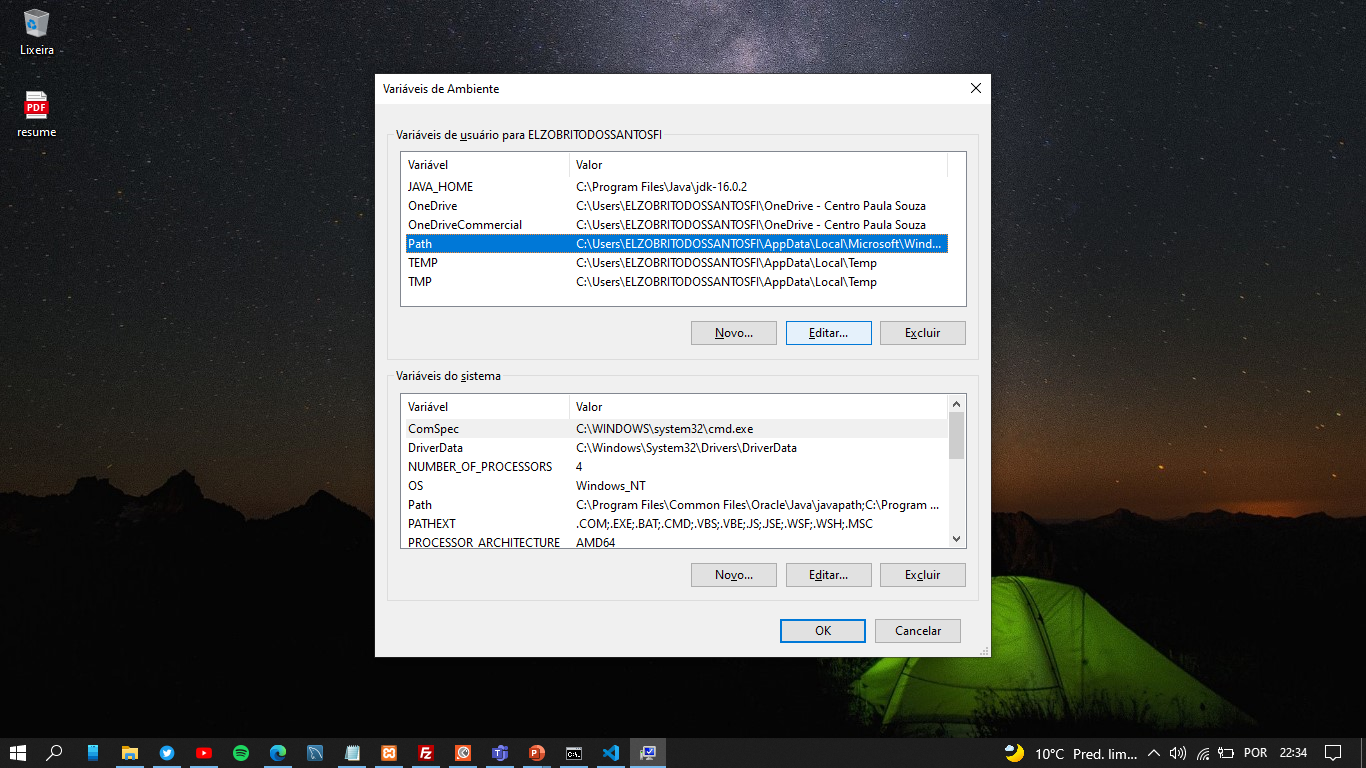 Lixeira
PDF
resume
Variáveis de Ambiente
Variáveis de usuário para ELZOBRITODOSSANTOSFI
Variável Valor
JAVA_HOME C:\Program Files\Java\jdk-16.0.2
OneDrive C:\Users\ELZOBRITODOSSANTOSFI\OneDrive - Centro Paula Souza
OneDriveCommercial C:\Users\ELZOBRITODOSSANTOSFI\OneDrive - Centro Paula Souza
Path C:\Users\ELZOBRITODOSSANTOSFI\AppData\Local\Microsoft\Wind...
TEMP C:\Users\ELZOBRITODOSSANTOSFI\AppData\Local\Temp
TMP C:\Users\ELZOBRITODOSSANTOSFI\AppData\Local\Temp
Novo... Editar... Excluir
Variáveis do sistema
Variável Valor
ComSpec C:\WINDOWS\system32\cmd.exe
DriverData C:\Windows\System32\Drivers\DriverData
NUMBER_OF_PROCESSORS 4
OS Windows_NT
Path C:\Program Files\Common Files\Oracle\Java\javapath;C:\Program ...
PATHEXT .COM;.EXE;.BAT;.CMD;.VBS;.VBE;.JS;.JSE;.WSF;.WSH;.MSC
PROCESSOR_ARCHITECTURE AMD64
Novo... Editar... Excluir
OK Cancelar
10°C Pred. lim... POR 22:34